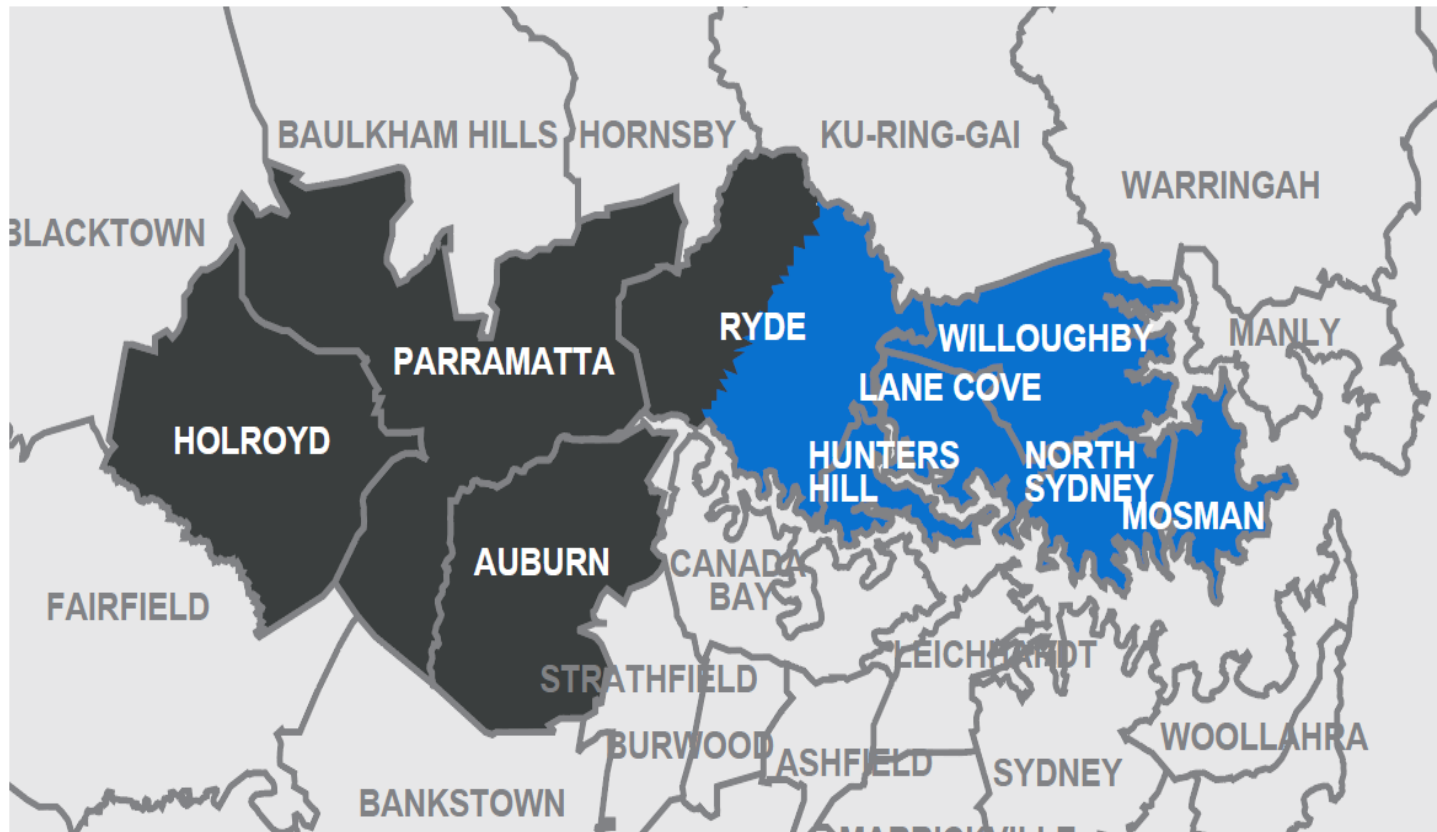 BAULKHAM HILLS
HORNSBY
KU-RING-GAI
WARRINGAH
BLACKTOWN
RYDE
WILLOUGHBY
MANLY
PARRAMATTA
LANE COVE
HOLROYD
HUNTERS
HILL
NORTH
SYDNEY
MOSMAN
AUBURN
CANADA
BAY
FAIRFIELD
LEICHHARDT
STRATHFIELD
BURWOOD
WOOLLAHRA
ASHFIELD
SYDNEY
BANKSTOWN
MARRICKVILLE